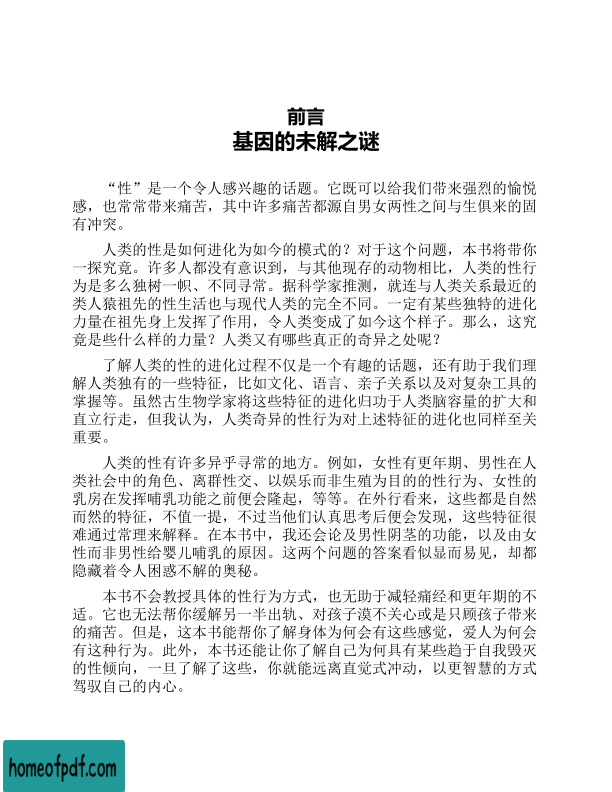 前言
基因的未解之谜
“性”是一个令人感兴趣的话题。它既可以给我们带来强烈的愉悦
感，也常常带来痛苦，其中许多痛苦都源自男女两性之间与生俱来的固
有冲突。
人类的性是如何进化为如今的模式的？对于这个问题，本书将带你
一探究竟。许多人都没有意识到，与其他现存的动物相比，人类的性行
为是多么独树一帜、不同寻常。据科学家推测，就连与人类关系最近的
类人猿祖先的性生活也与现代人类的完全不同。一定有某些独特的进化
力量在祖先身上发挥了作用，令人类变成了如今这个样子。那么，这究
竟是些什么样的力量？人类又有哪些真正的奇异之处呢？
了解人类的性的进化过程不仅是一个有趣的话题，还有助于我们理
解人类独有的一些特征，比如文化、语言、亲子关系以及对复杂工具的
掌握等。虽然古生物学家将这些特征的进化归功于人类脑容量的扩大和
直立行走，但我认为，人类奇异的性行为对上述特征的进化也同样至关
重要。
人类的性有许多异乎寻常的地方。例如，女性有更年期、男性在人
类社会中的角色、离群性交、以娱乐而非生殖为目的的性行为、女性的
乳房在发挥哺乳功能之前便会隆起，等等。在外行看来，这些都是自然
而然的特征，不值一提，不过当他们认真思考后便会发现，这些特征很
难通过常理来解释。在本书中，我还会论及男性阴茎的功能，以及由女
性而非男性给婴儿哺乳的原因。这两个问题的答案看似显而易见，却都
隐藏着令人困惑不解的奥秘。
本书不会教授具体的性行为方式，也无助于减轻痛经和更年期的不
适。它也无法帮你缓解另一半出轨、对孩子漠不关心或是只顾孩子带来
的痛苦。但是，这本书能帮你了解身体为何会有这些感觉，爱人为何会
有这种行为。此外，本书还能让你了解自己为何具有某些趋于自我毁灭
的性倾向，一旦了解了这些，你就能远离直觉式冲动，以更智慧的方式
驾驭自己的内心。
homeofpdf.com